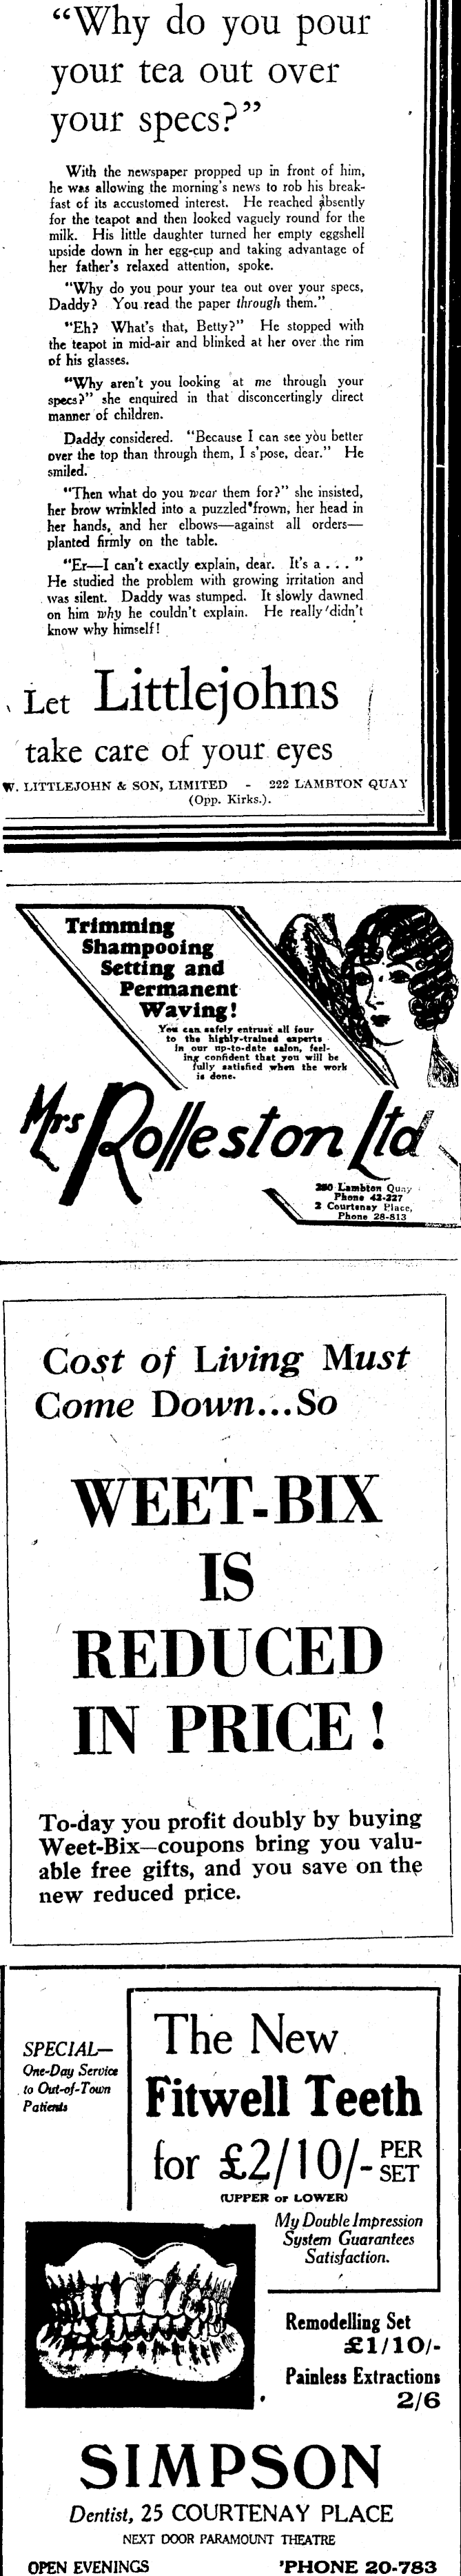 “Why do you pour
your tea out over
your specs?”
With the newspaper propped up in front of him,
he was allowing the morning's news to rob his break-
fast of its accustomed interest. He reached absently
for the teapot and then looked vaguely round for the
milk. His little daughter turned her empty eggshell
upside down in her egg-cup and taking advantage of
her father's relaxed attention, spoke.
“Why do you pour your tea out over your specs,
Daddy? You read the paper through them.”
“Eh? What's that, Betty?” He stopped with
the teapot in mid-air and blinked at her over the rim
of his glasses.
“Why aren't you looking at me through your
specs?” she enquired in that disconcertingly direct
manner of children.
Daddy considered. “Because I can see you better
over the top than through them, I s'pose, dear.” He
smiled.
“Then what do you wear them for?” she insisted,
her brow wrinkled into a puzzled frown, her head in
her hands, and her elbows—against all orders—
planted firmly on the table.
“Er—I can't exactly explain, dear. It's a . . . ”
He studied the problem with growing irritation and
was silent. Daddy was stumped. It slowly dawned
on him why he couldn't explain. He really didn't
know why himself!
Let Littlejohns
take care of your eyes
W. LITTLEJOHN & SON, LIMITED - 222 LAMBTON QUAY
(Opp. Kirks.).
Trimming
Shampooing
Setting and
Permanent
Waving!
You can safely entrust all four
to the highly-trained experts
in our up-to-date salon, feel-
ing confident that you will be
fully satisfied when the work
is done.
Mrs Rolleston Ltd
280 Lambton Quay
Phone 42-227
2 Courtenay Place,
Phone 28-813
Cost of Living Must
Come Down...So
WEET-BIX
IS
REDUCED
IN PRICE!
To-day you profit doubly by buying
Weet-Bix—coupons bring you valu-
able free gifts, and you save on the
new reduced price.
SPECIAL—
One-Day Service
to Out-of-Town
Patients
The New
Fitwell Teeth
for £2/10/- PER SET
(UPPER or LOWER)
My Double Impression
System Guarantees
Satisfaction.
Remodelling Set
£1/10/-
Painless Extractions
2/6
SIMPSON
Dentist, 25 COURTENAY PLACE
NEXT DOOR PARAMOUNT THEATRE
OPEN EVENINGS 'PHONE 20-783